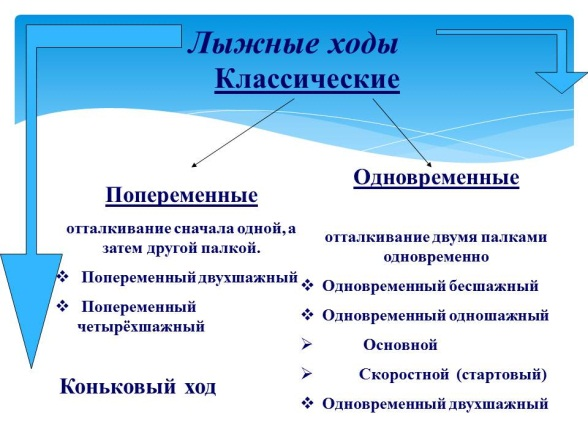 Лыжные ходы
Классические
Попеременные
отталкивание сначала одной, а
затем другой палкой.
❖ Попеременный двухшажный
❖ Попеременный
четырёхшажный
Коньковый ход
Одновременные
отталкивание двумя палками
одновременно
❖ Одновременный бесшажный
❖ Одновременный одношажный
➢ Основной
➢ Скоростной (стартовый)
❖ Одновременный двухшажный